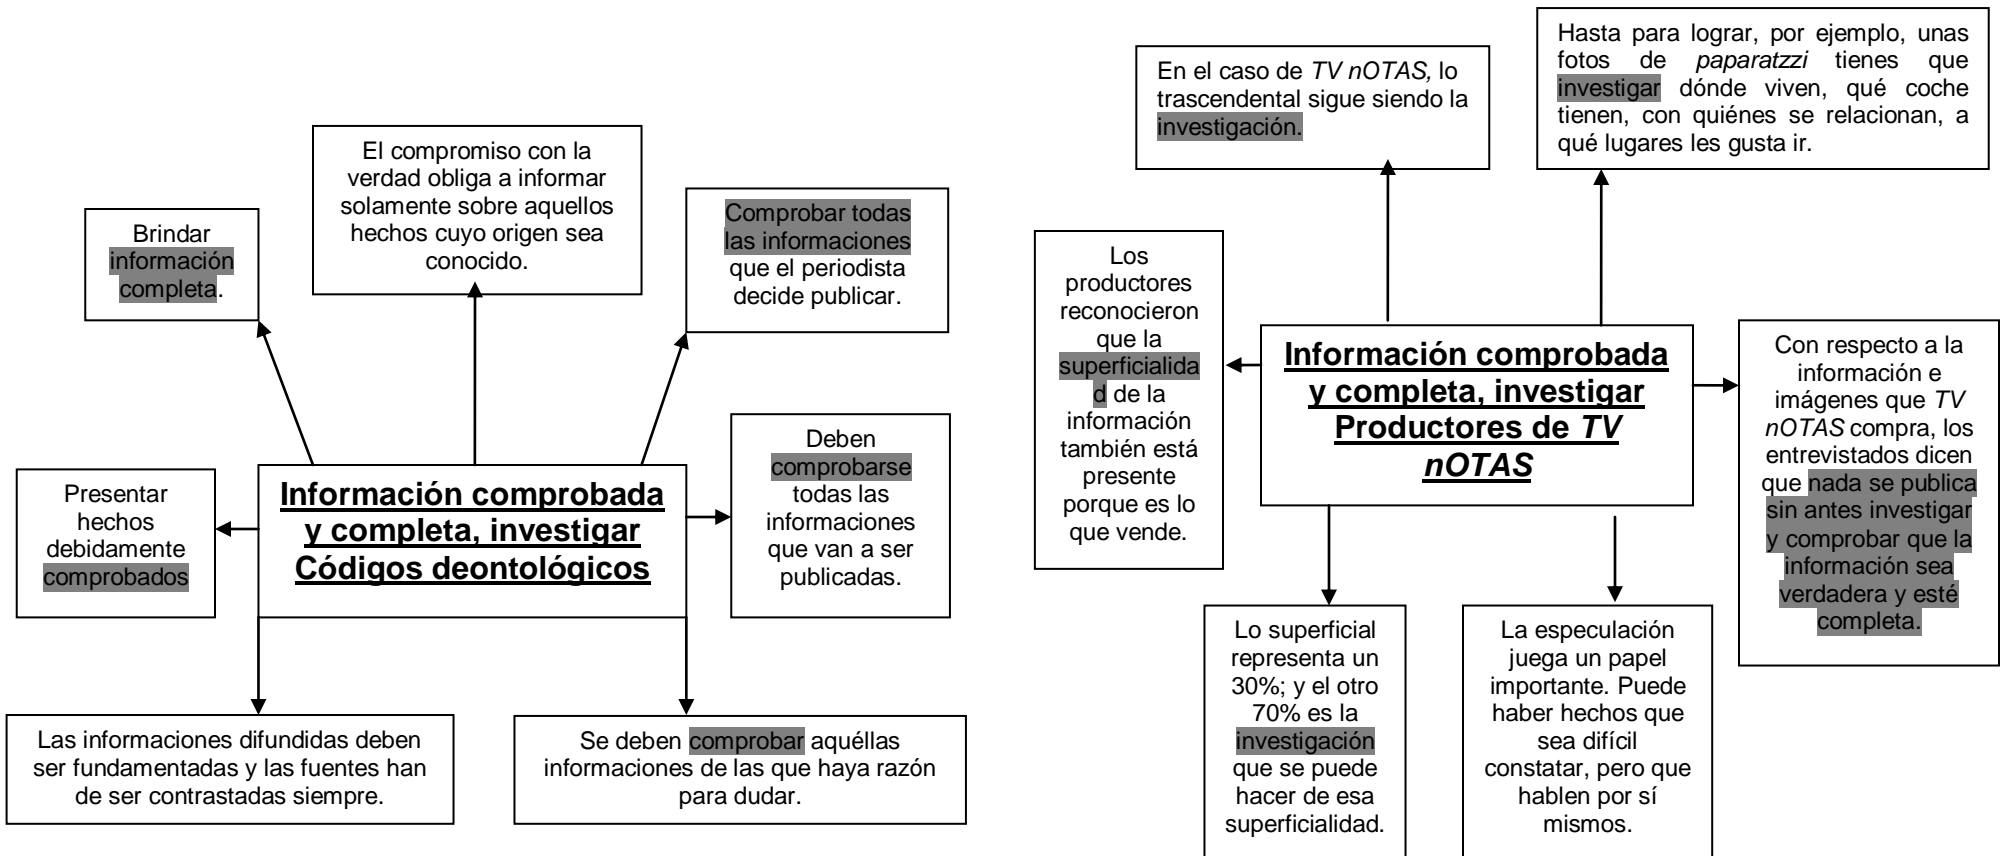 El compromiso con la
verdad obliga a informar
solamente sobre aquellos
hechos cuyo origen sea
conocido.
Brindar
información
completa.
Comprobar todas
las informaciones
que el periodista
decide publicar.
Presentar
hechos
debidamente
comprobados
Información comprobada
y completa, investigar
Códigos deontológicos
Deben
comprobarse
todas las
informaciones
que van a ser
publicadas.
Las informaciones difundidas deben
ser fundamentadas y las fuentes han
de ser contrastadas siempre.
Se deben comprobar aquéllas
informaciones de las que haya razón
para dudar.
En el caso de TV nOTAS, lo
trascendental sigue siendo la
investigación.
Hasta para lograr, por ejemplo, unas
fotos de paparatzzi tienes que
investigar dónde viven, qué coche
tienen, con quiénes se relacionan, a
qué lugares les gusta ir.
Los
productores
reconocieron
que la
superficialida
d de la
información
también está
presente
porque es lo
que vende.
Información comprobada
y completa, investigar
Productores de TV
nOTAS
Con respecto a la
información e
imágenes que TV
nOTAS compra, los
entrevistados dicen
que nada se publica
sin antes investigar
y comprobar que la
información sea
verdadera y esté
completa.
Lo superficial
representa un
30%; y el otro
70% es la
investigación
que se puede
hacer de esa
superficialidad.
La especulación
juega un papel
importante. Puede
haber hechos que
sea difícil
constatar, pero que
hablen por sí
mismos.